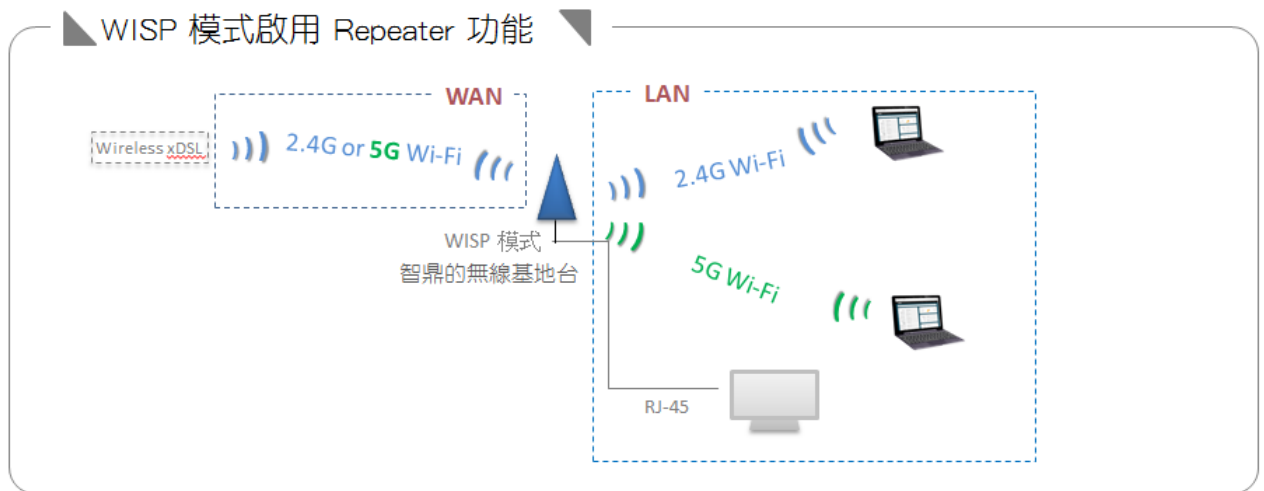 WISP 模式啟用 Repeater 功能
WAN
LAN
Wireless xDSL
2.4G or 5G Wi-Fi
2.4G Wi-Fi
WISP 模式
智鼎的無線基地台
5G Wi-Fi
RJ-45